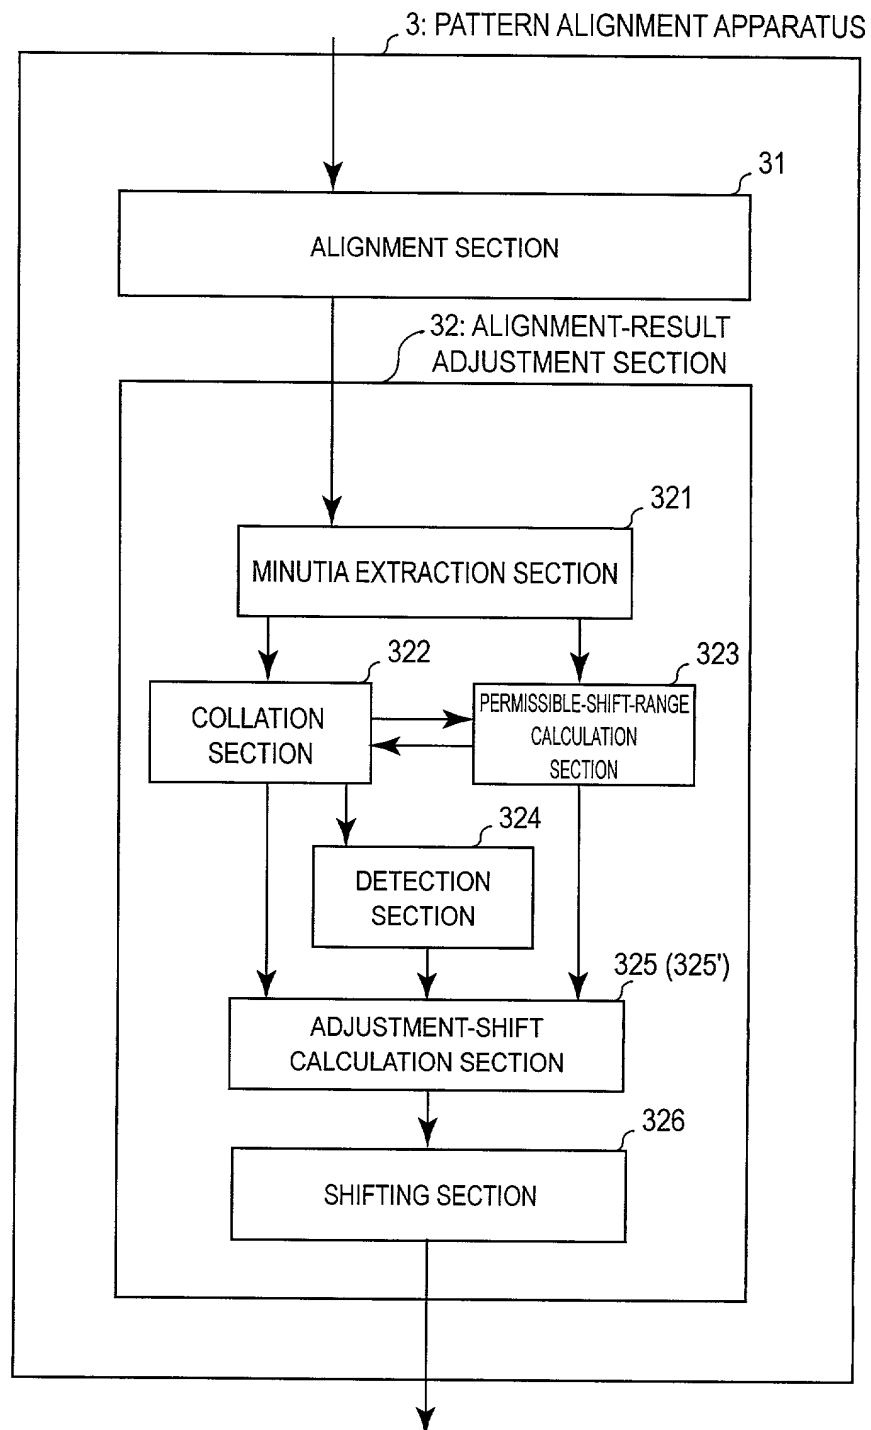 3: PATTERN ALIGNMENT APPARATUS
31
ALIGNMENT SECTION
32: ALIGNMENT-RESULT
ADJUSTMENT SECTION
321
MINUTIA EXTRACTION SECTION
322
COLLATION
SECTION
323
PERMISSIBLE-SHIFT-RANGE
CALCULATION
SECTION
324
DETECTION
SECTION
325 (325')
ADJUSTMENT-SHIFT
CALCULATION SECTION
326
SHIFTING SECTION